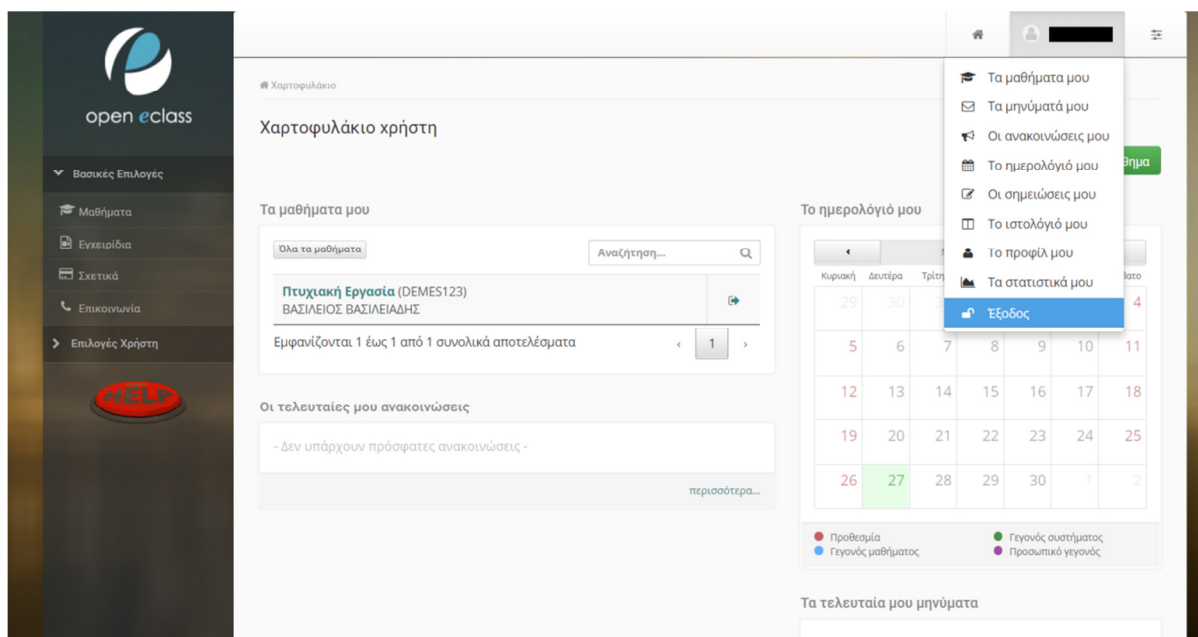 open eclass
Βασικές Επιλογές
Μαθήματα
Εγχειρίδια
Σχετικά
Επικοινωνία
Επιλογές Χρήστη
HELP
Χαρτοφυλάκιο
Χαρτοφυλάκιο χρήστη
Τα μαθήματα μου
Όλα τα μαθήματα
Αναζήτηση...
Πτυχιακή Εργασία (DEMES123)
ΒΑΣΙΛΕΙΟΣ ΒΑΣΙΛΕΙΑΔΗΣ
Εμφανίζονται 1 έως 1 από 1 συνολικά αποτελέσματα
‹ 1 ›
Οι τελευταίες μου ανακοινώσεις
- Δεν υπάρχουν πρόσφατες ανακοινώσεις -
περισσότερα...
Τα μαθήματα μου
Τα μηνύματά μου
Οι ανακοινώσεις μου
Το ημερολόγιό μου
Οι σημειώσεις μου
Το ιστολόγιό μου
Το προφίλ μου
Τα στατιστικά μου
Έξοδος
Το ημερολόγιό μου
Κυριακή Δευτέρα Τρίτη
29 30 4
5 6 7 8 9 10 11
12 13 14 15 16 17 18
19 20 21 22 23 24 25
26 27 28 29 30 1 2
Προθεσμία Γεγονός συστήματος
Γεγονός μαθήματος Προσωπικό γεγονός
Τα τελευταία μου μηνύματα